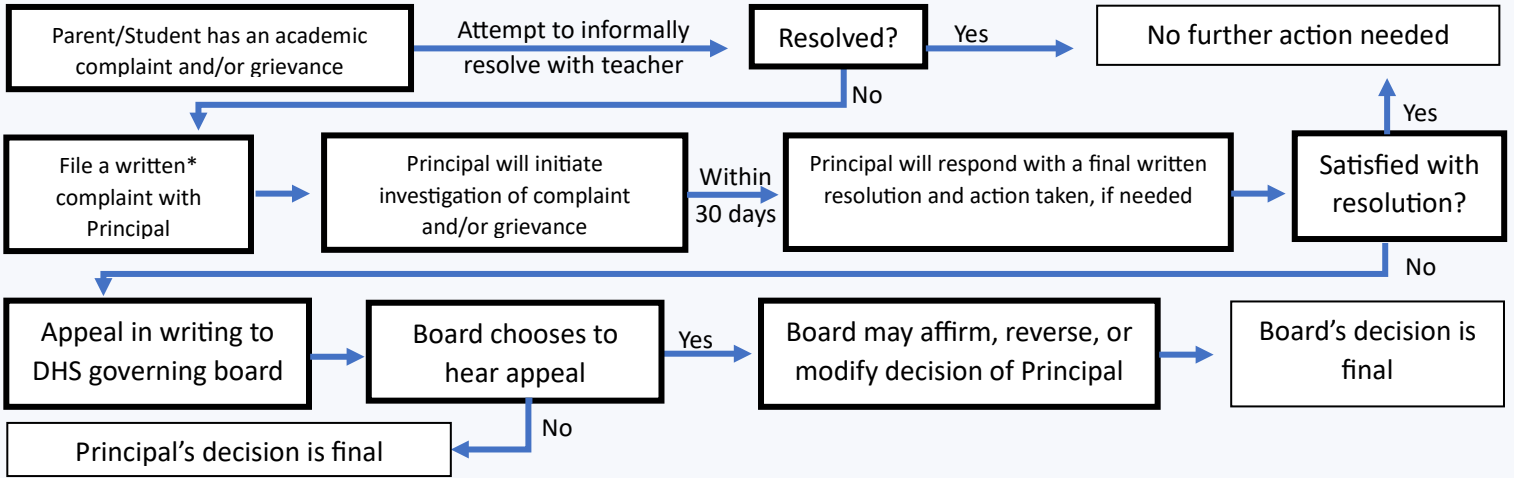 Parent/Student has an academic
complaint and/or grievance
Attempt to informally
resolve with teacher
Resolved?
Yes
No further action needed
No
Yes
File a written*
complaint with
Principal
Principal will initiate
investigation of complaint
and/or grievance
Within
30 days
Principal will respond with a final written
resolution and action taken, if needed
Satisfied with
resolution?
No
Appeal in writing to
DHS governing board
Board chooses to
hear appeal
Yes
Board may affirm, reverse, or
modify decision of Principal
Board’s decision is
final
No
Principal’s decision is final